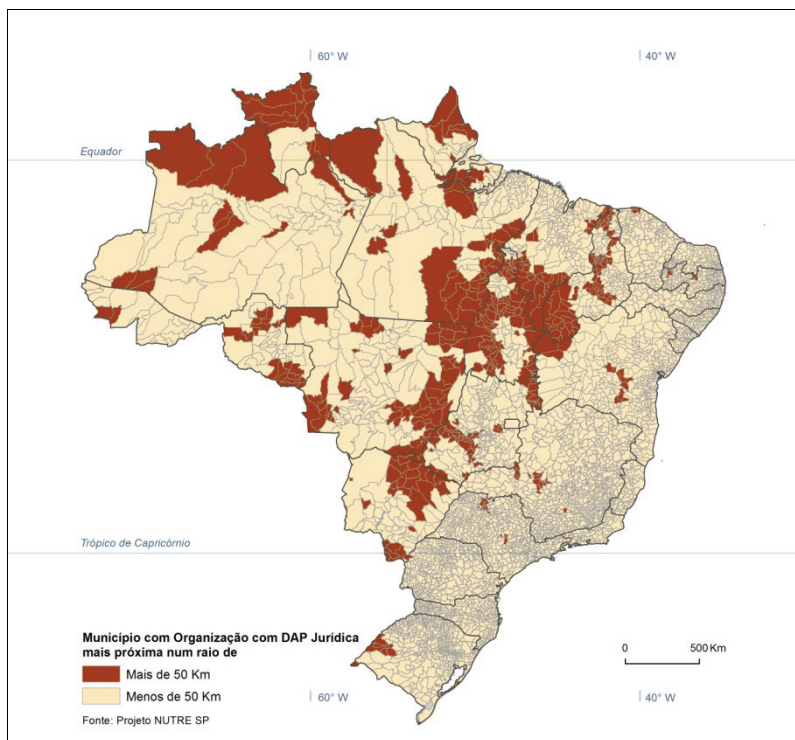 60° W
40° W
Equador
Trópico de Capricórnio
Município com Organização com DAP Jurídica
mais próxima num raio de
Mais de 50 Km
Menos de 50 Km
Fonte: Projeto NUTRE SP
0
500 Km
60° W
40° W